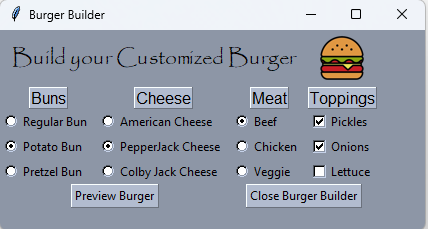 Burger Builder
Build your Customized Burger
Buns Cheese Meat Toppings
Regular Bun American Cheese Beef Pickles
Potato Bun PepperJack Cheese Chicken Onions
Pretzel Bun Colby Jack Cheese Veggie Lettuce
Preview Burger Close Burger Builder